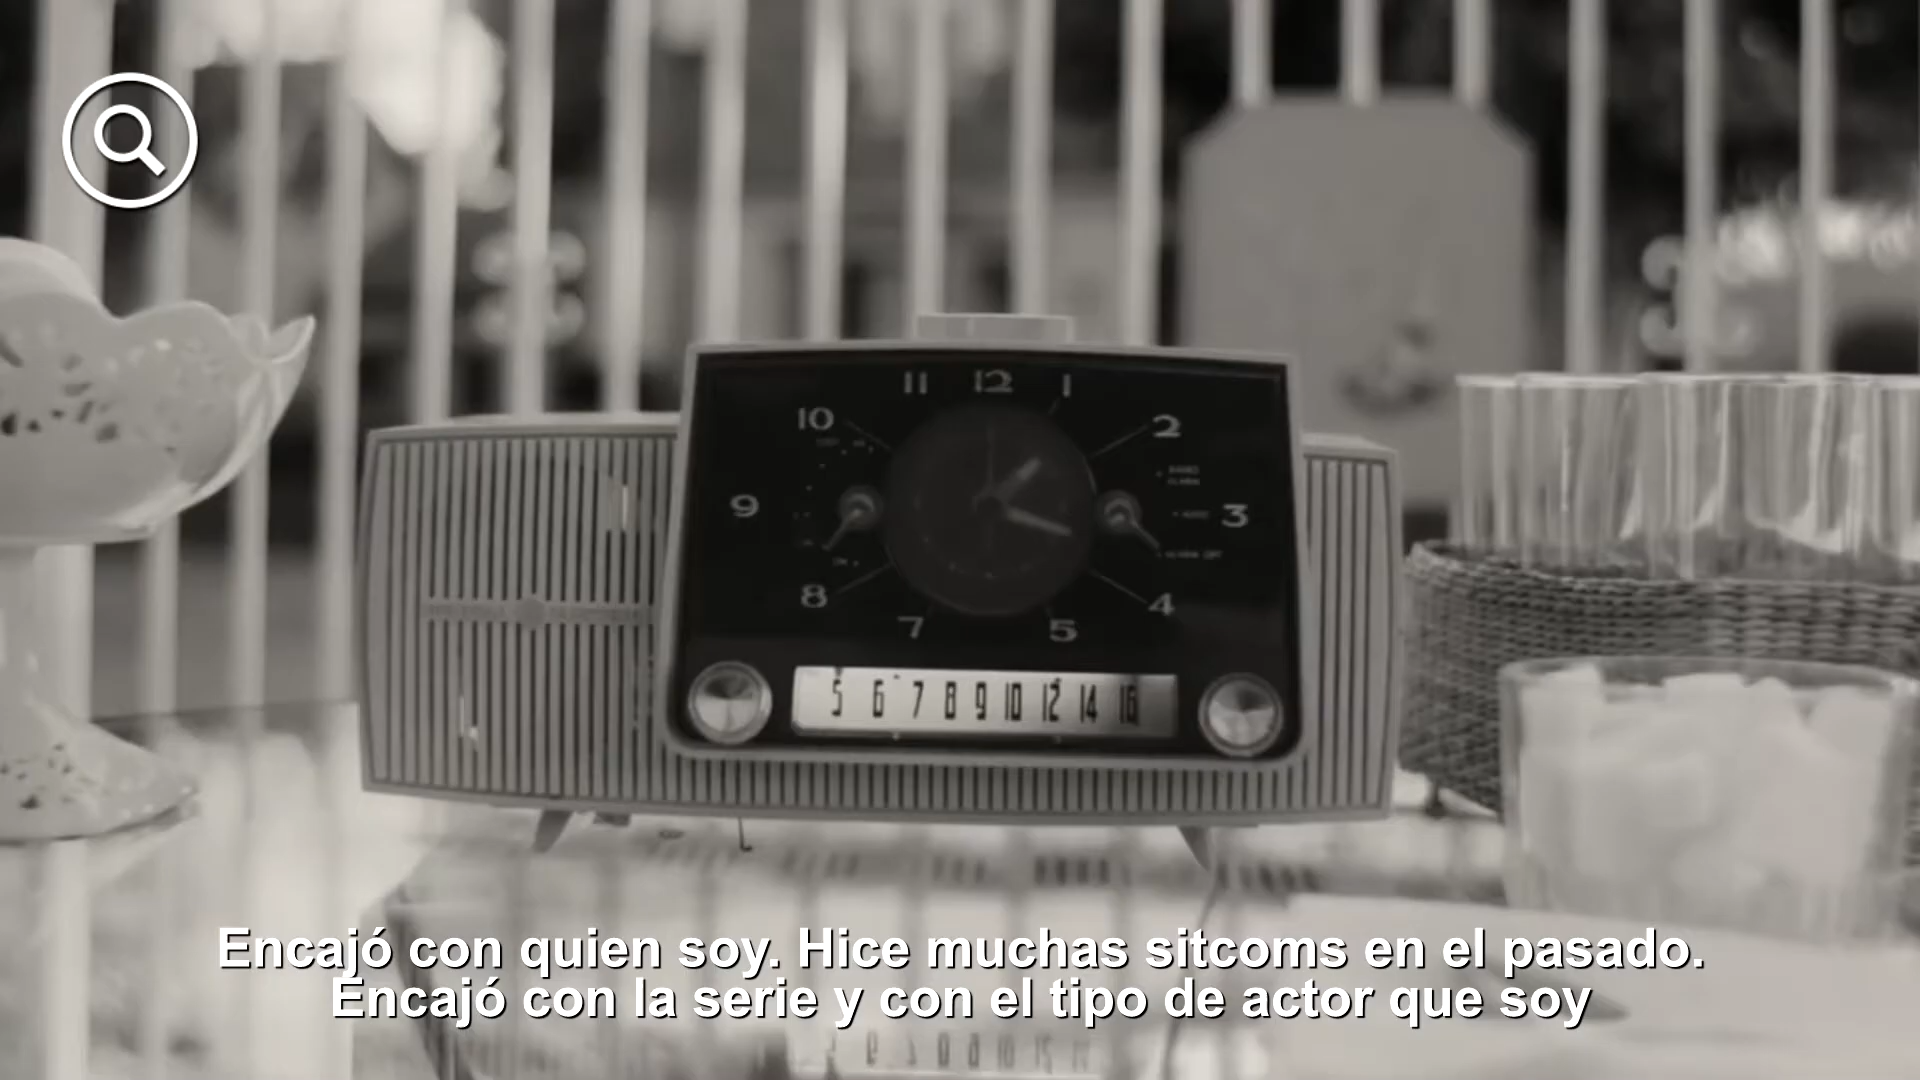 11 12 1
10 2
9 3
8 4
7 5
5 6 7 8 9 10 12 14 16
Encajó con quien soy. Hice muchas sitcoms en el pasado.
Encajó con la serie y con el tipo de actor que soy